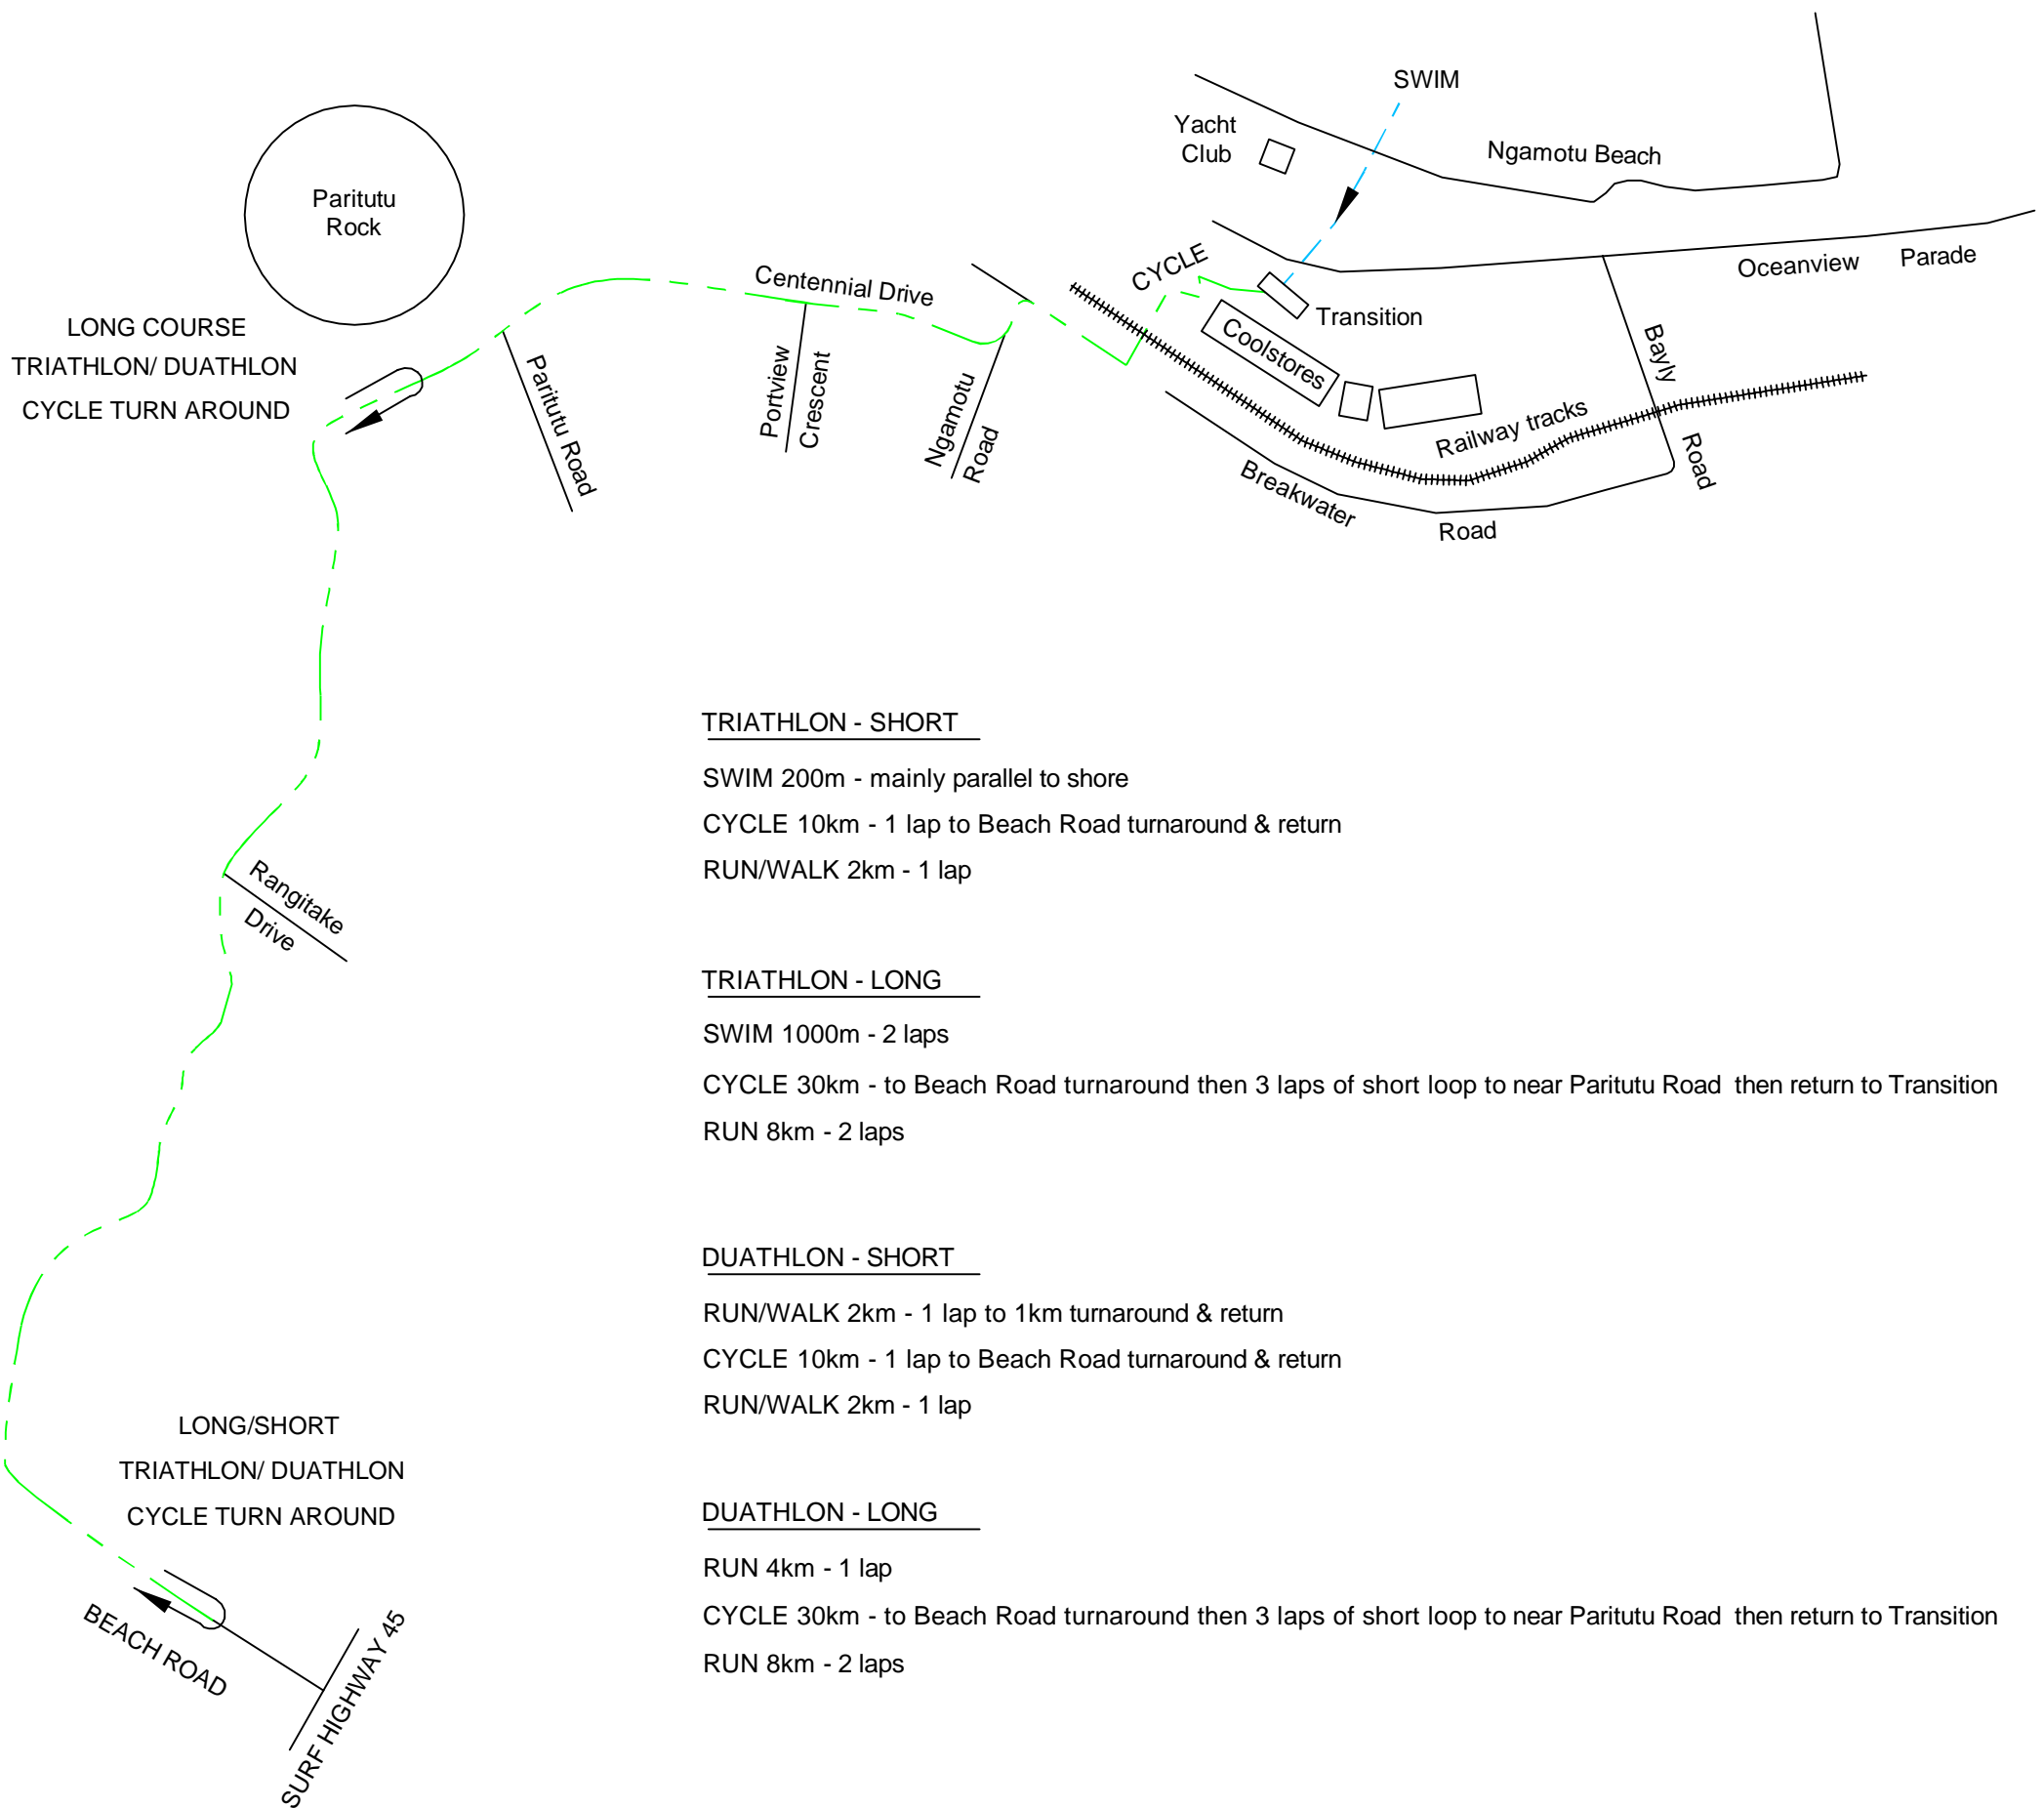 SWIM
Yacht
Club
Ngamotu Beach
Paritutu
Rock
CYCLE
Oceanview Parade
Centennial Drive
Transition
LONG COURSE
TRIATHLON/ DUATHLON
CYCLE TURN AROUND
Coolstores
Bayly Road
Paritutu Road
Portview
Crescent
Ngamotu
Road
Railway tracks
Breakwater Road
TRIATHLON - SHORT
SWIM 200m - mainly parallel to shore
CYCLE 10km - 1 lap to Beach Road turnaround & return
RUN/WALK 2km - 1 lap
Rangitake
Drive
TRIATHLON - LONG
SWIM 1000m - 2 laps
CYCLE 30km - to Beach Road turnaround then 3 laps of short loop to near Paritutu Road then return to Transition
RUN 8km - 2 laps
DUATHLON - SHORT
RUN/WALK 2km - 1 lap to 1km turnaround & return
CYCLE 10km - 1 lap to Beach Road turnaround & return
RUN/WALK 2km - 1 lap
LONG/SHORT
TRIATHLON/ DUATHLON
CYCLE TURN AROUND
DUATHLON - LONG
RUN 4km - 1 lap
CYCLE 30km - to Beach Road turnaround then 3 laps of short loop to near Paritutu Road then return to Transition
RUN 8km - 2 laps
BEACH ROAD
SURF HIGHWAY 45